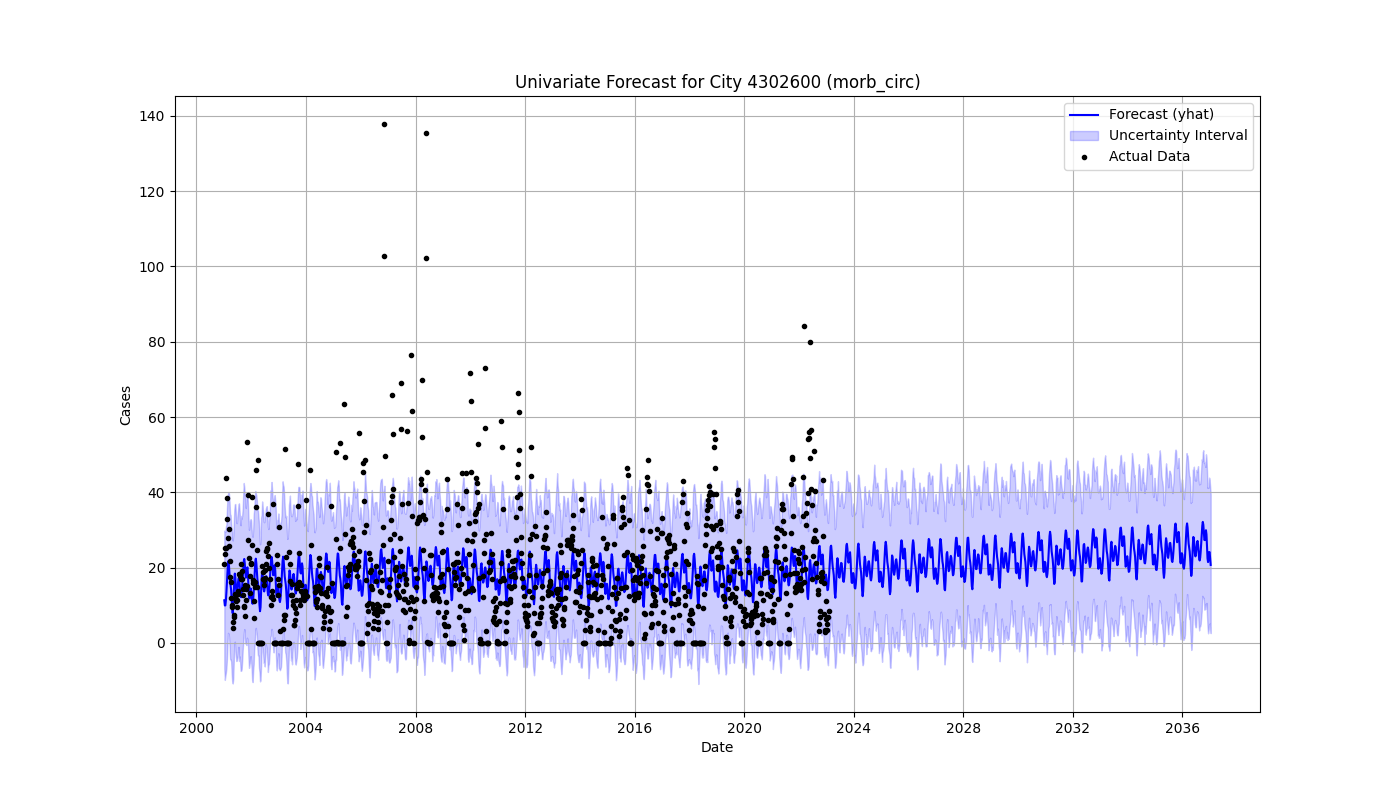 Univariate Forecast for City 4302600 (morb_circ)
Forecast (yhat)
Uncertainty Interval
Actual Data
140
120
100
80
60
40
20
0
Cases
2000 2004 2008 2012 2016 2020 2024 2028 2032 2036
Date